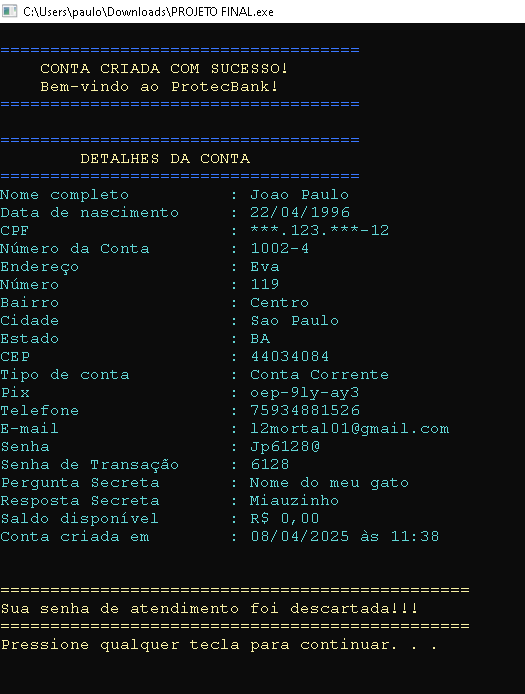 C:\Users\paulo\Downloads\PROJETO FINAL.exe
====================================
CONTA CRIADA COM SUCESSO!
Bem-vindo ao ProtecBank!
====================================
====================================
DETALHES DA CONTA
====================================
Nome completo : Joao Paulo
Data de nascimento : 22/04/1996
CPF : ***.123.***-12
Número da Conta : 1002-4
Endereço : Eva
Número : 119
Bairro : Centro
Cidade : Sao Paulo
Estado : BA
CEP : 44034084
Tipo de conta : Conta Corrente
Pix : oep-9ly-ay3
Telefone : 75934881526
E-mail : l2mortal01@gmail.com
Senha : Jp6128@
Senha de Transação : 6128
Pergunta Secreta : Nome do meu gato
Resposta Secreta : Miauzinho
Saldo disponível : R$ 0,00
Conta criada em : 08/04/2025 às 11:38
===============================================
Sua senha de atendimento foi descartada!!!
===============================================
Pressione qualquer tecla para continuar. . .